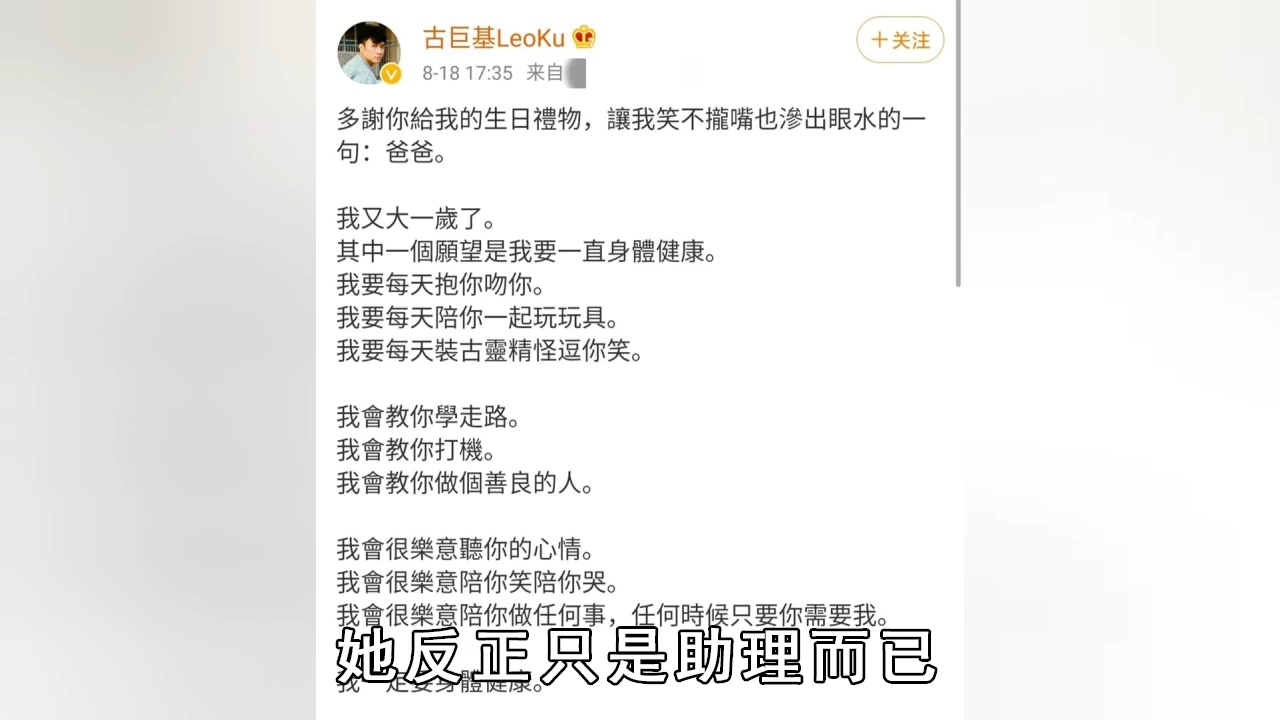 古巨基LeoKu
+关注
8-18 17:35 来自
多謝你給我的生日禮物，讓我笑不攏嘴也滲出眼水的一
句：爸爸。
我又大一歲了。
其中一個願望是我要一直身體健康。
我要每天抱你吻你。
我要每天陪你一起玩玩具。
我要每天裝古靈精怪逗你笑。
我會教你學走路。
我會教你打機。
我會教你做個善良的人。
我會很樂意聽你的心情。
我會很樂意陪你笑陪你哭。
我會很樂意陪你做任何事，任何時候只要你需要我。
她反正只是助理而已
我一定要身體健康。